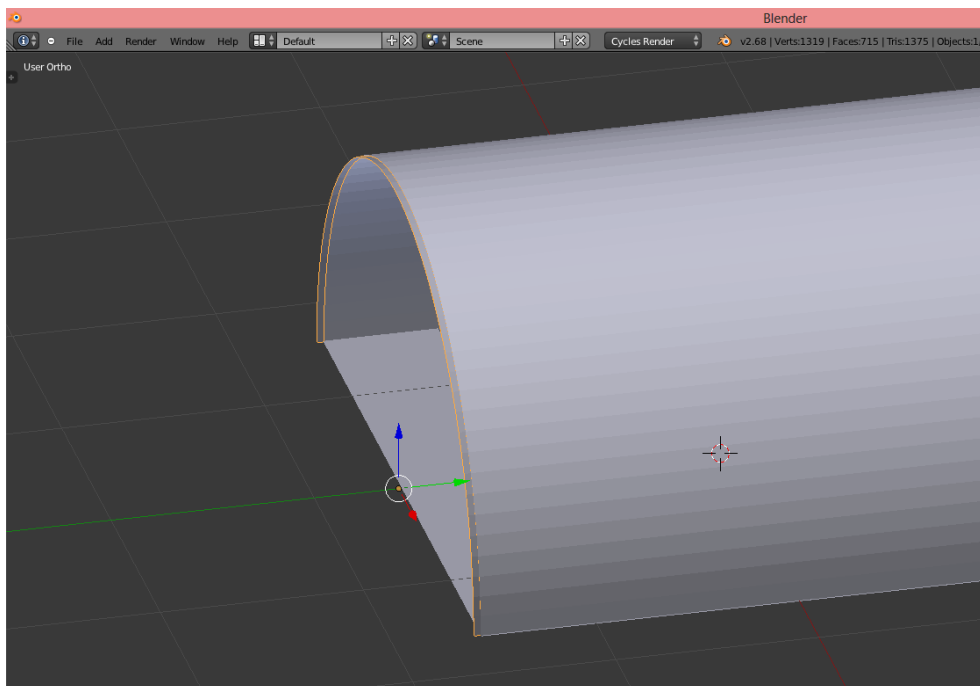 Blender
File Add Render Window Help Default Scene Cycles Render v2.68 | Verts:1319 | Faces:715 | Tris:1375 | Objects:1,
User Ortho